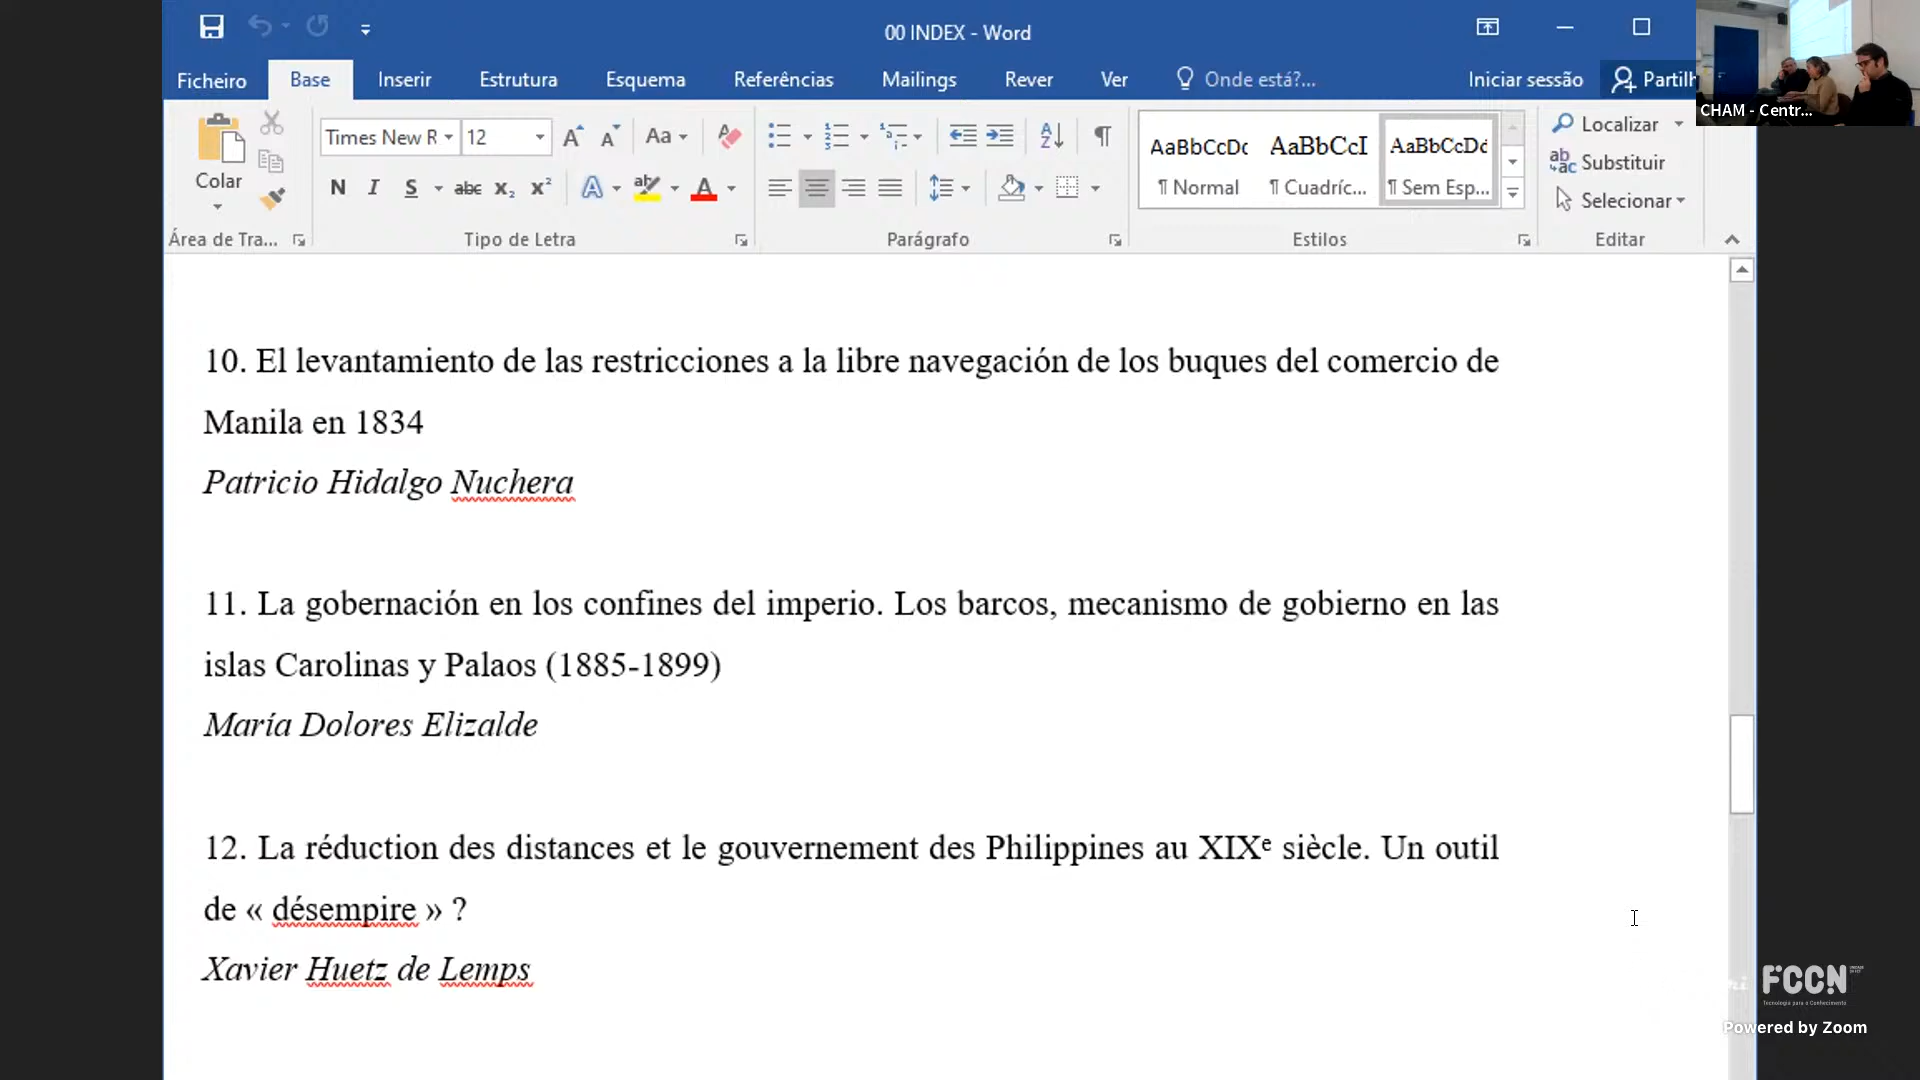 00 INDEX - Word
Ficheiro Base Inserir Estrutura Esquema Referências Mailings Rever Ver Onde está?... Iniciar sessão Partilh
CHAM - Centr...
Times New R 12 Aa
Colar
N I S abc x₂ x² A ab A
AaBbCcDc AaBbCcI AaBbCcDc
¶ Normal ¶ Cuadríc... ¶ Sem Esp...
Localizar
Substituir
Selecionar
Área de Tra... Tipo de Letra Parágrafo Estilos Editar
10. El levantamiento de las restricciones a la libre navegación de los buques del comercio de
Manila en 1834
Patricio Hidalgo Nuchera
11. La gobernación en los confines del imperio. Los barcos, mecanismo de gobierno en las
islas Carolinas y Palaos (1885-1899)
María Dolores Elizalde
12. La réduction des distances et le gouvernement des Philippines au XIXᵉ siècle. Un outil
de « désempire » ?
Xavier Huetz de Lemps
FCCN
Tecnologia para o Conhecimento
Powered by Zoom